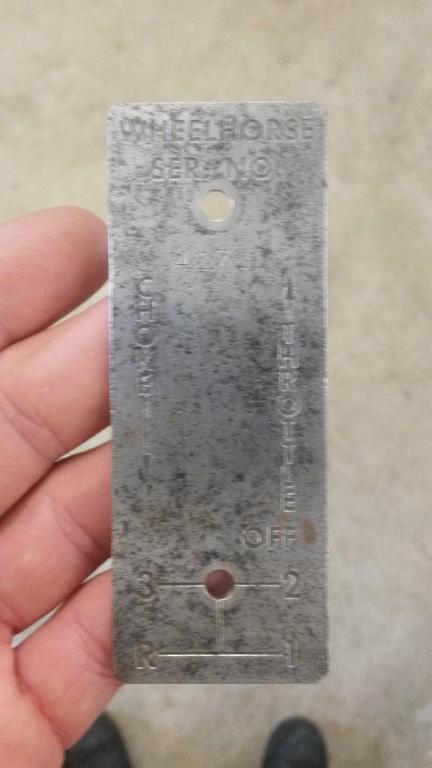 WHEELHORSE
SER. NO.
CHOKE
THROTTLE
OFF
3 2
R 1